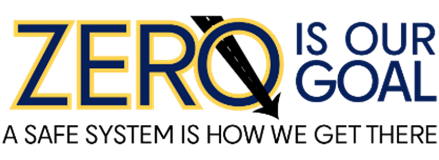 ZERO IS OUR GOAL
A SAFE SYSTEM IS HOW WE GET THERE